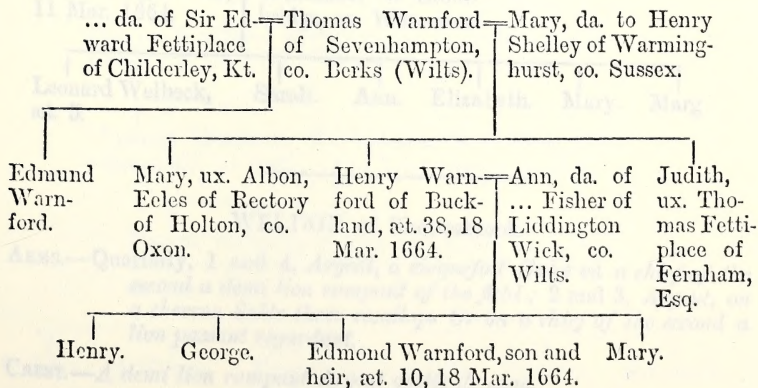 ... da. of Sir Ed-
ward Fettiplace
of Childerley, Kt.
Thomas Warnford
of Sevenhampton,
co. Berks (Wilts).
Mary, da. to Henry
Shelley of Warming-
hurst, co. Sussex.
Edmund
Warn-
ford.
Mary, ux. Albon,
Ecles of Rectory
of Holton, co.
Oxon.
Henry Warn-
ford of Buck-
land, æt. 38, 18
Mar. 1664.
Ann, da. of
... Fisher of
Liddington
Wick, co.
Wilts.
Judith,
ux. Tho-
mas Fetti-
place of
Fernham,
Esq.
Henry.
George.
Edmond Warnford, son and
heir, æt. 10, 18 Mar. 1664.
Mary.